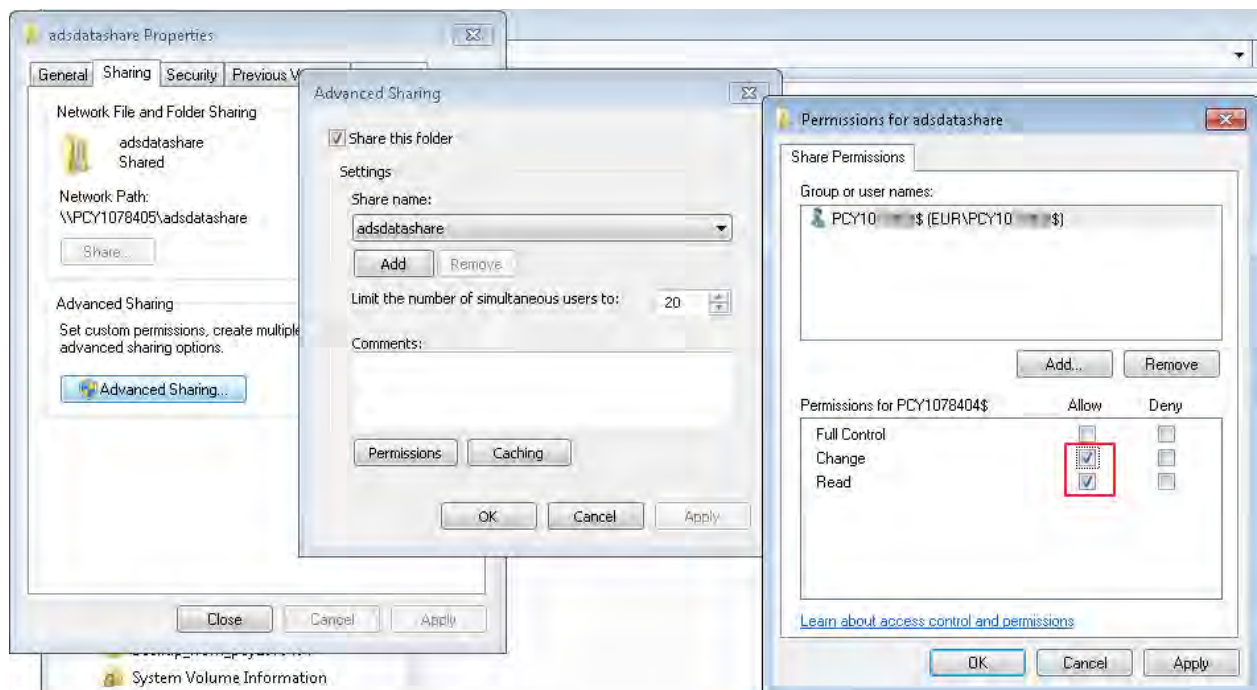 adsdatashare Properties
General Sharing Security Previous V
Network File and Folder Sharing
adsdatashare
Shared
Network Path:
\\PCY1078405\adsdatashare
Share...
Advanced Sharing
Set custom permissions, create multiple
advanced sharing options.
Advanced Sharing...
Close Cancel Apply
System Volume Information
Advanced Sharing
Share this folder
Settings
Share name:
adsdatashare
Add Remove
Limit the number of simultaneous users to: 20
Comments:
Permissions Caching
OK Cancel Apply
Permissions for adsdatashare
Share Permissions
Group or user names:
PCY10 $ (EUR\PCY10 $)
Add... Remove
Permissions for PCY1078404$ Allow Deny
Full Control
Change
Read
Learn about access control and permissions
OK Cancel Apply